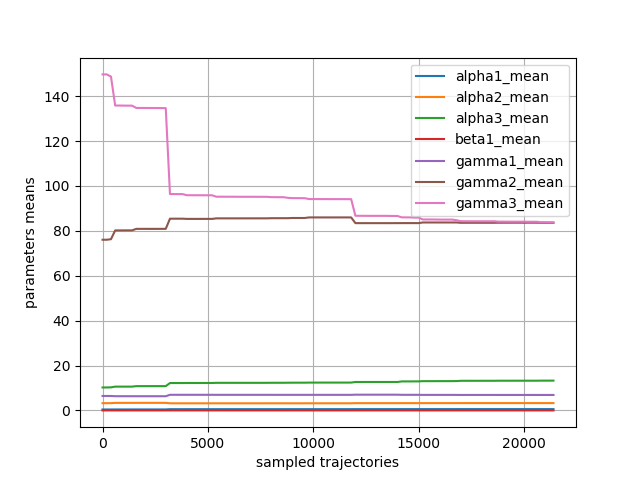 alpha1_mean
alpha2_mean
alpha3_mean
beta1_mean
gamma1_mean
gamma2_mean
gamma3_mean
parameters means
140
120
100
80
60
40
20
0
0
5000
10000
15000
20000
sampled trajectories